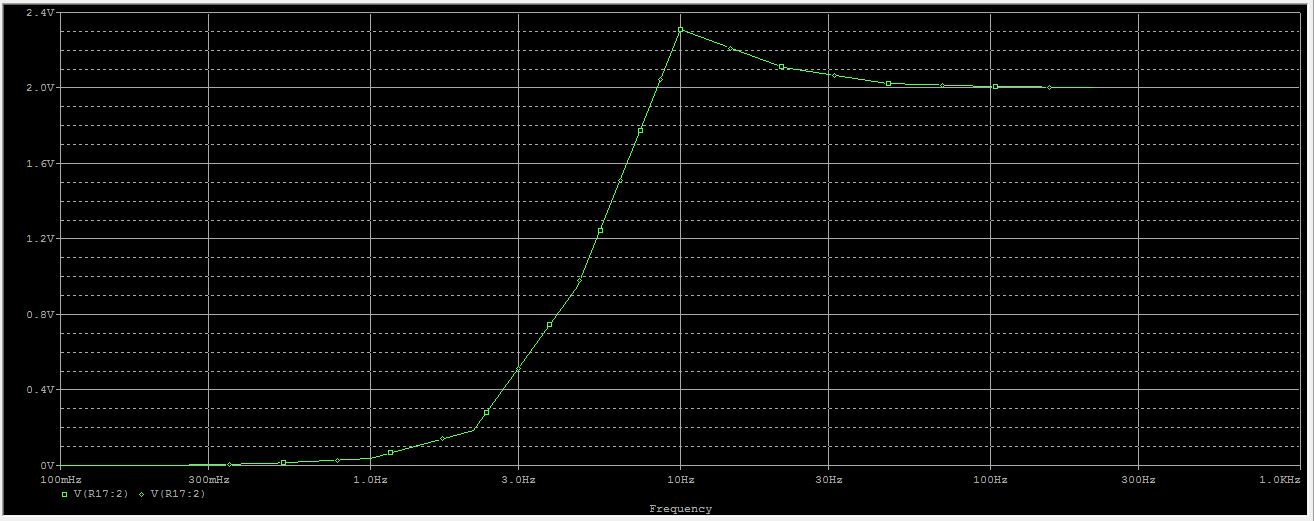 2.4V
2.0V
1.6V
1.2V
0.8V
0.4V
0V
100mHz 300mHz 1.0Hz 3.0Hz 10Hz 30Hz 100Hz 300Hz 1.0KHz
V(R17:2) V(R17:2)
Frequency